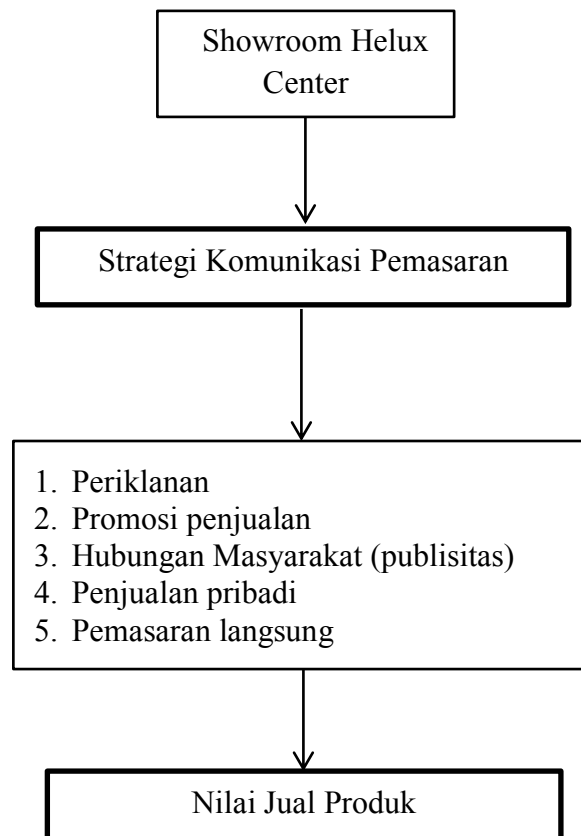 Showroom Helux
Center
Strategi Komunikasi Pemasaran
1. Periklanan
2. Promosi penjualan
3. Hubungan Masyarakat (publisitas)
4. Penjualan pribadi
5. Pemasaran langsung
Nilai Jual Produk